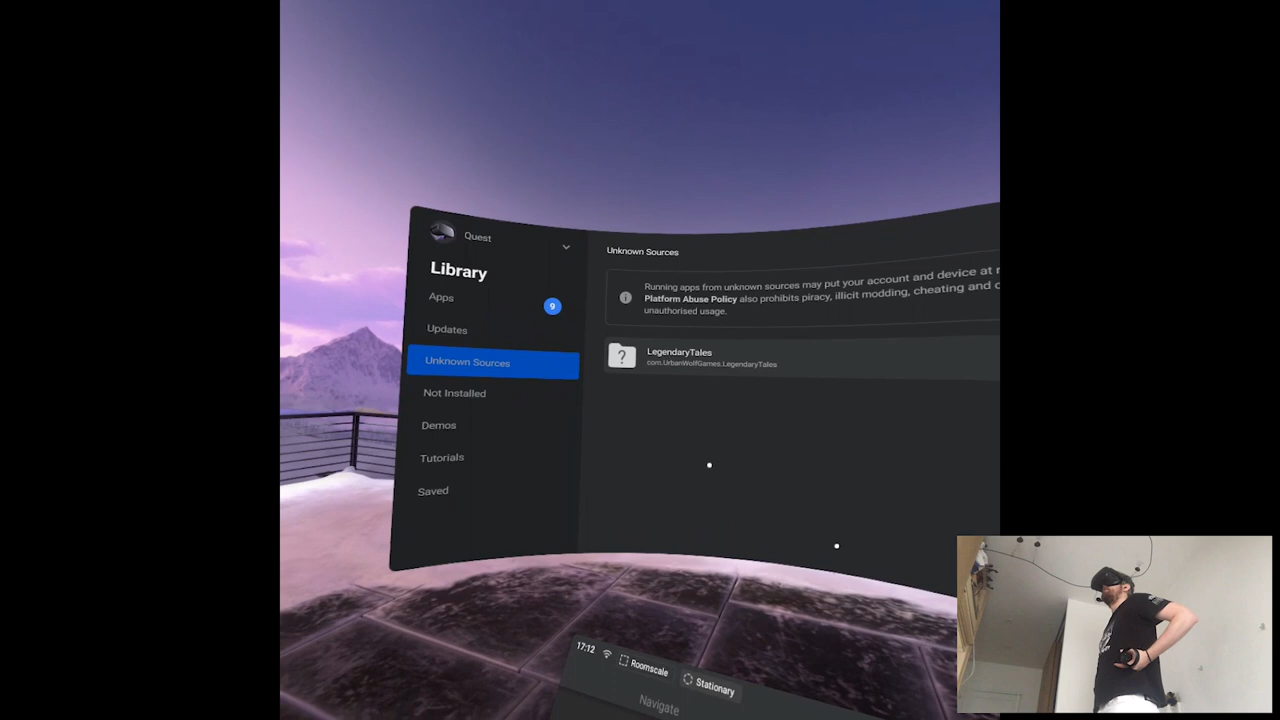 Quest
Library
Apps
9
Updates
Unknown Sources
Not Installed
Demos
Tutorials
Saved
Unknown Sources
Running apps from unknown sources may put your account and device at
Platform Abuse Policy also prohibits piracy, illicit modding, cheating and
unauthorised usage.
LegendaryTales
com.UrbanWolfGames.LegendaryTales
17:12
Roomscale
Stationary
Navigate